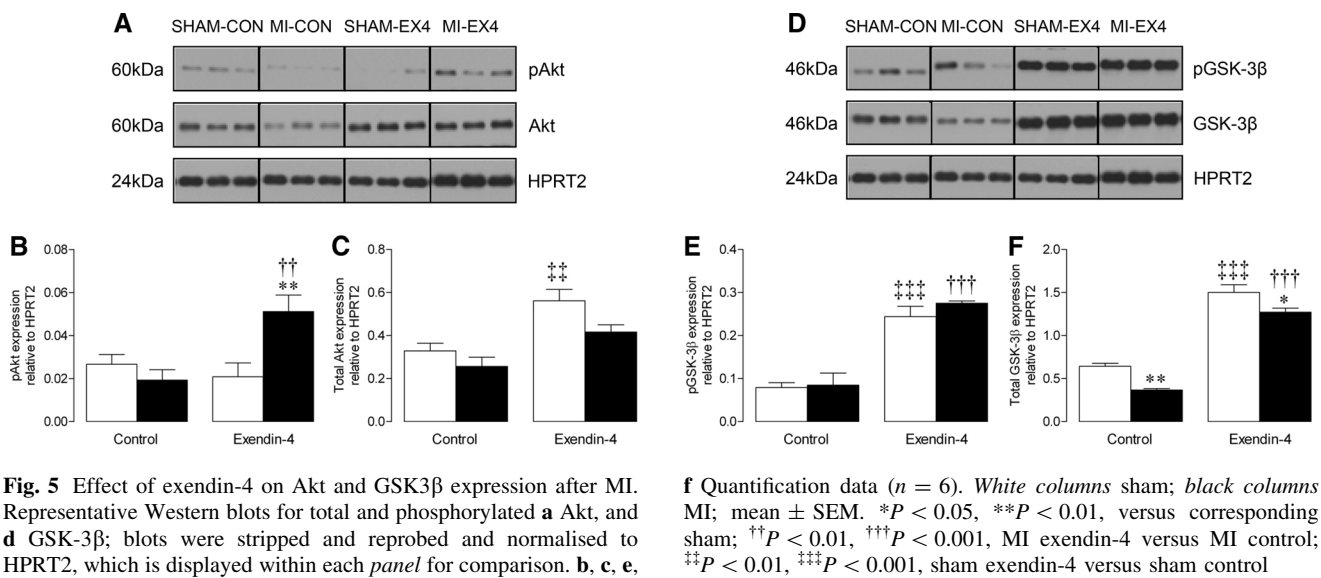 A
SHAM-CON MI-CON SHAM-EX4 MI-EX4
60kDa pAkt
60kDa Akt
24kDa HPRT2
D
SHAM-CON MI-CON SHAM-EX4 MI-EX4
46kDa pGSK-3β
46kDa GSK-3β
24kDa HPRT2
B
pAkt expression
relative to HPRT2
0.08
0.06
0.04
0.02
0.00
††
**
Control Exendin-4
C
Total Akt expression
relative to HPRT2
0.8
0.6
0.4
0.2
0.0
‡‡
‡‡
Control Exendin-4
E
pGSK-3β expression
relative to HPRT2
0.4
0.3
0.2
0.1
0.0
‡‡‡
‡‡‡
†††
Control Exendin-4
F
Total GSK-3β expression
relative to HPRT2
2.0
1.5
1.0
0.5
0.0
**
‡‡‡
‡‡‡
†††
*
Control Exendin-4
Fig. 5 Effect of exendin-4 on Akt and GSK3β expression after MI.
Representative Western blots for total and phosphorylated a Akt, and
d GSK-3β; blots were stripped and reprobed and normalised to
HPRT2, which is displayed within each panel for comparison. b, c, e,
f Quantification data (n = 6). White columns sham; black columns
MI; mean ± SEM. *P < 0.05, **P < 0.01, versus corresponding
sham; ††P < 0.01, †††P < 0.001, MI exendin-4 versus MI control;
‡‡P < 0.01, ‡‡‡P < 0.001, sham exendin-4 versus sham control